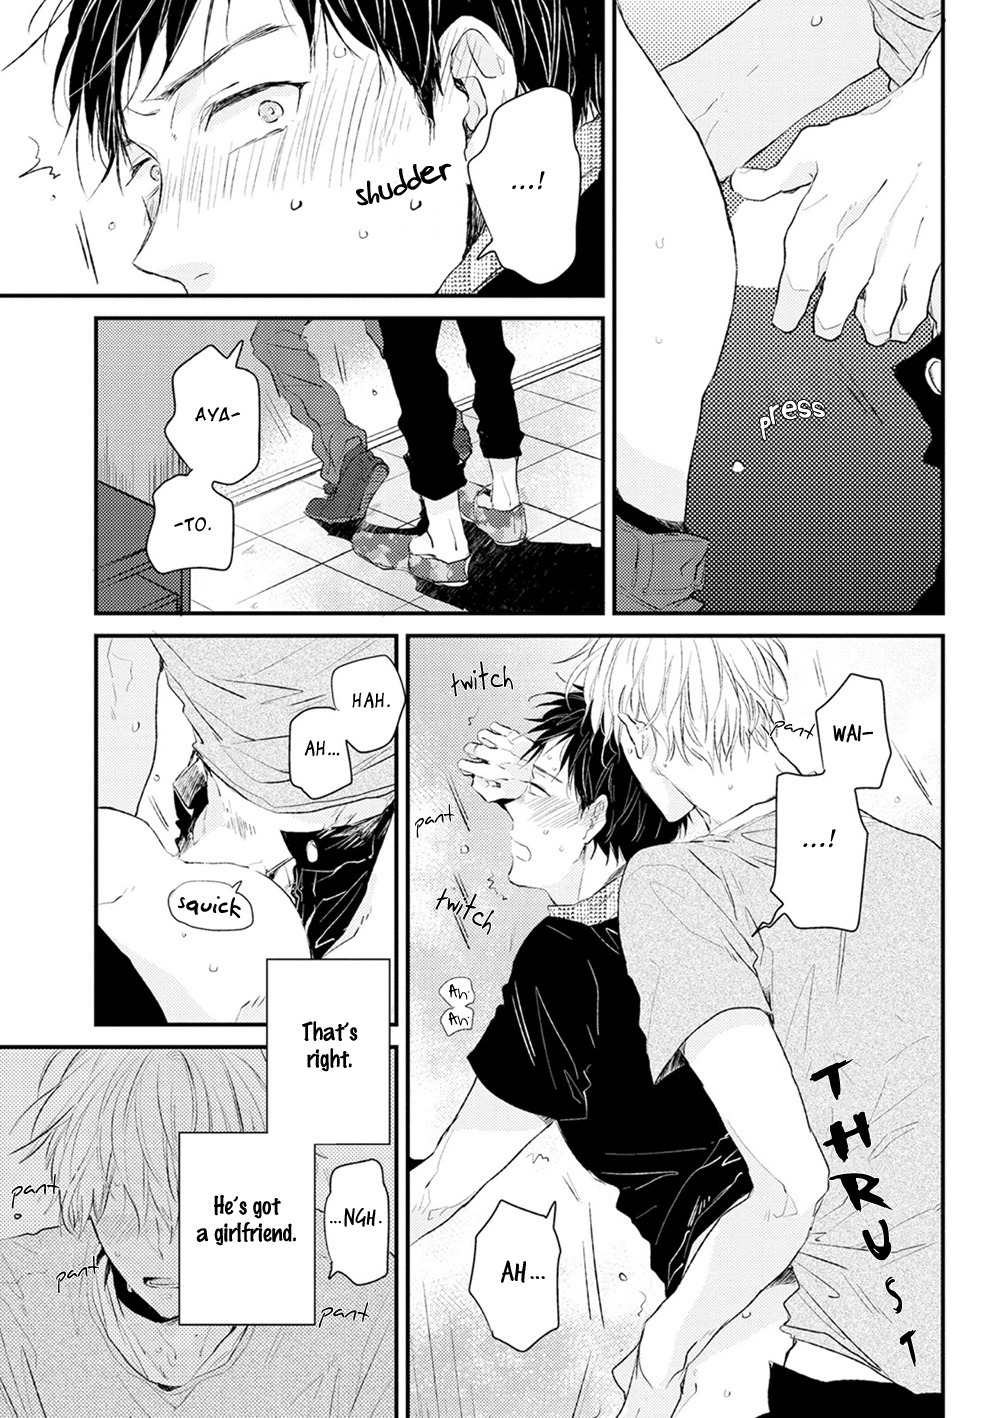 press
...!
shudder
AYA-
-TO.
WAI-
...!
twitch
pant
pant
twitch
AH.
AH.
THRUST
AH...
HAH.
AH...
squick
That's
right.
He's got
a girlfriend.
...NGH.
pant
pant
pant